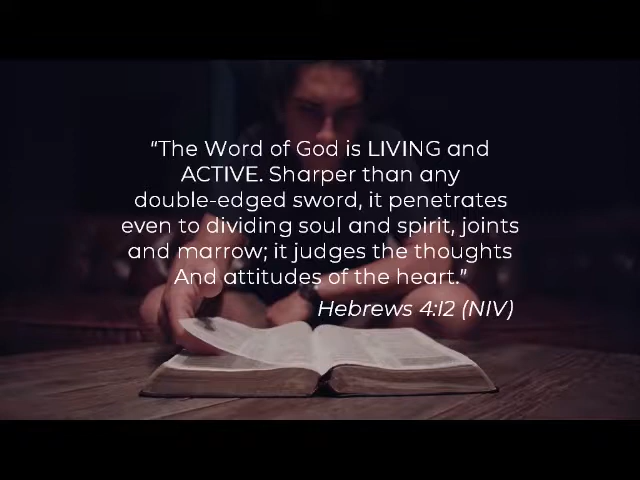 “The Word of God is LIVING and
ACTIVE. Sharper than any
double-edged sword, it penetrates
even to dividing soul and spirit, joints
and marrow; it judges the thoughts
And attitudes of the heart.”
Hebrews 4:12 (NIV)